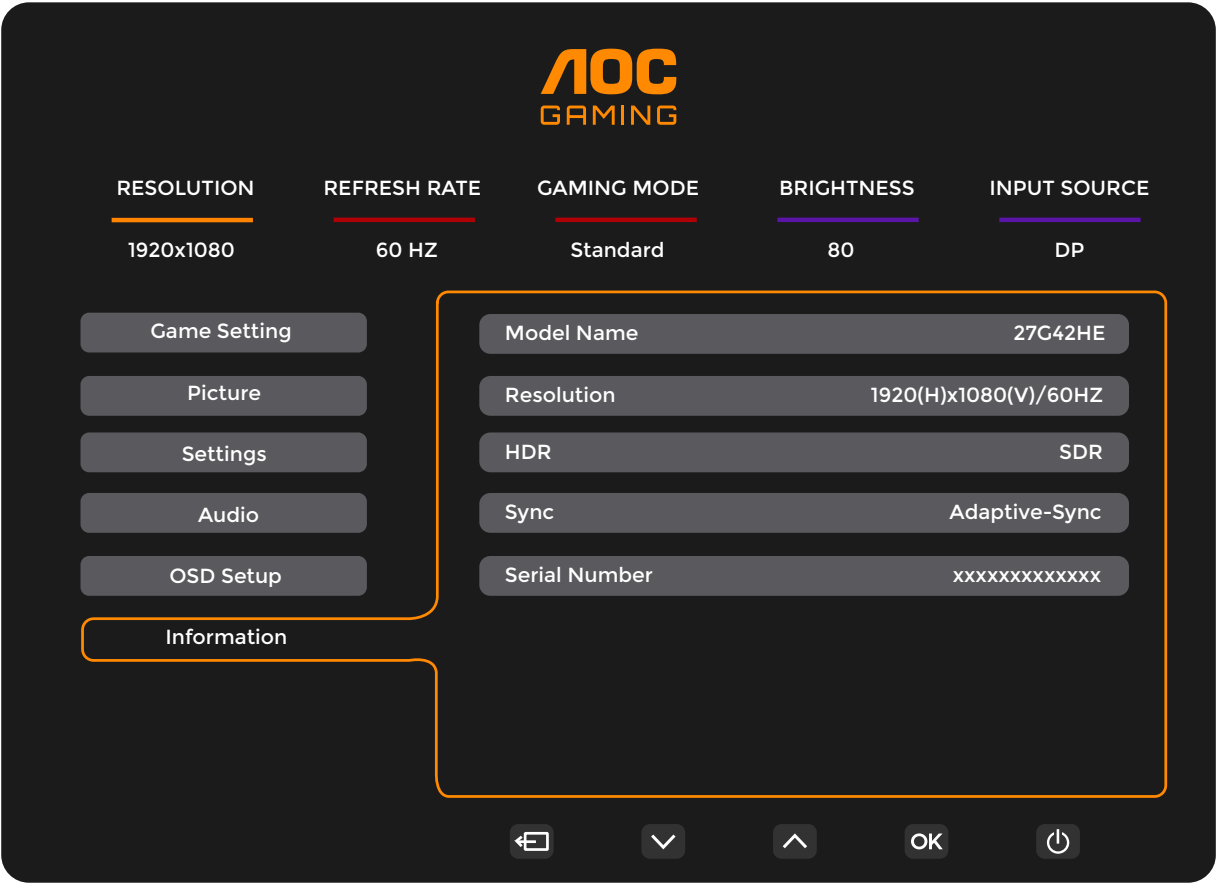 AOC
GAMING
RESOLUTION REFRESH RATE GAMING MODE BRIGHTNESS INPUT SOURCE
1920x1080 60 HZ Standard 80 DP
Game Setting
Picture
Settings
Audio
OSD Setup
Information
Model Name 27G42HE
Resolution 1920(H)x1080(V)/60HZ
HDR SDR
Sync Adaptive-Sync
Serial Number xxxxxxxxxxxxx
OK